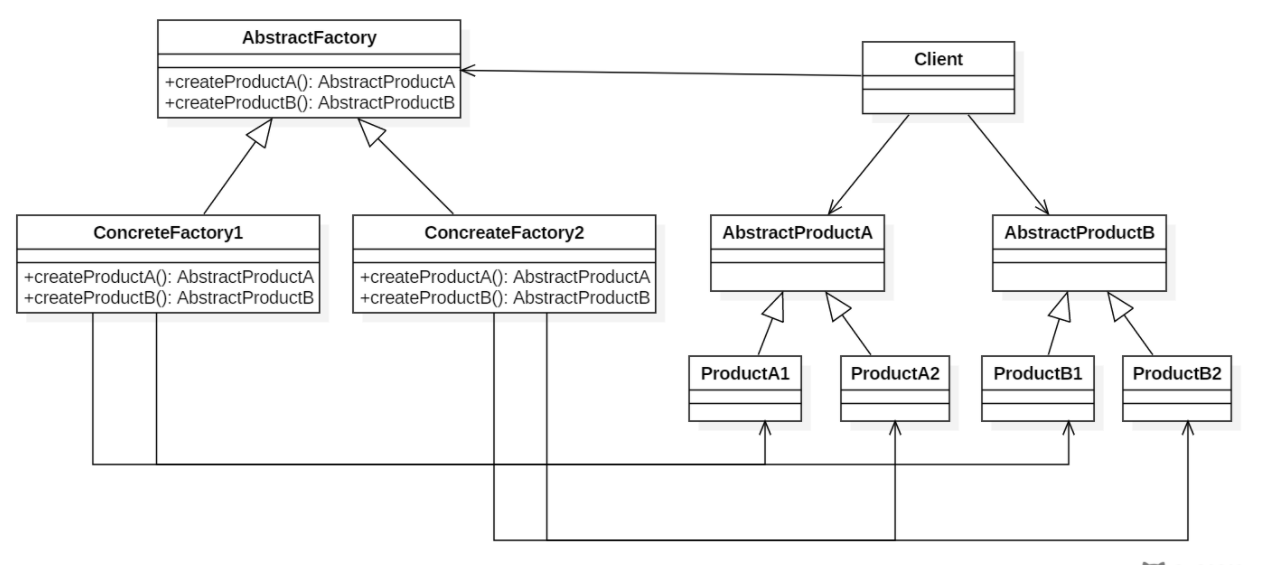 AbstractFactory
+createProductA(): AbstractProductA
+createProductB(): AbstractProductB
Client
ConcreteFactory1
+createProductA(): AbstractProductA
+createProductB(): AbstractProductB
ConcreateFactory2
+createProductA(): AbstractProductA
+createProductB(): AbstractProductB
AbstractProductA
AbstractProductB
ProductA1
ProductA2
ProductB1
ProductB2